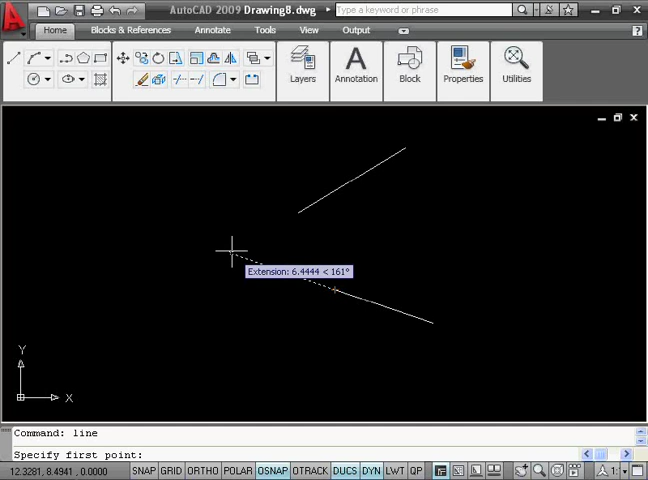 AutoCAD 2009 Drawing8.dwg
Type a keyword or phrase
Home
Blocks & References
Annotate
Tools
View
Output
Layers
Annotation
Block
Properties
Utilities
Extension: 6.4444 < 161°
Y
X
Command: line
Specify first point:
12.3281, 8.4941 , 0.0000
SNAP GRID ORTHO POLAR OSNAP OTRACK DUCS DYN LWT QP
1:1